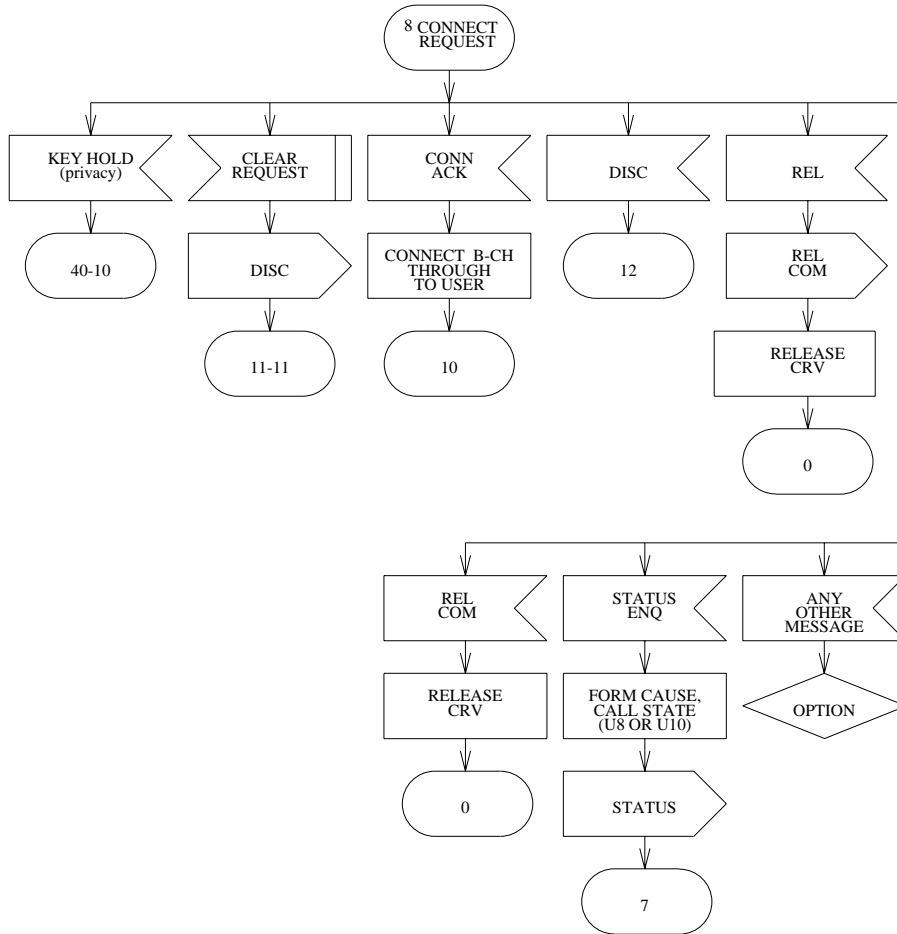 8 CONNECT
REQUEST
KEY HOLD
(privacy)
CLEAR
REQUEST
CONN
ACK
DISC
REL
40-10
DISC
CONNECT B-CH
THROUGH
TO USER
12
REL
COM
11-11
10
RELEASE
CRV
0
REL
COM
STATUS
ENQ
ANY
OTHER
MESSAGE
RELEASE
CRV
FORM CAUSE,
CALL STATE
(U8 OR U10)
OPTION
0
STATUS
7